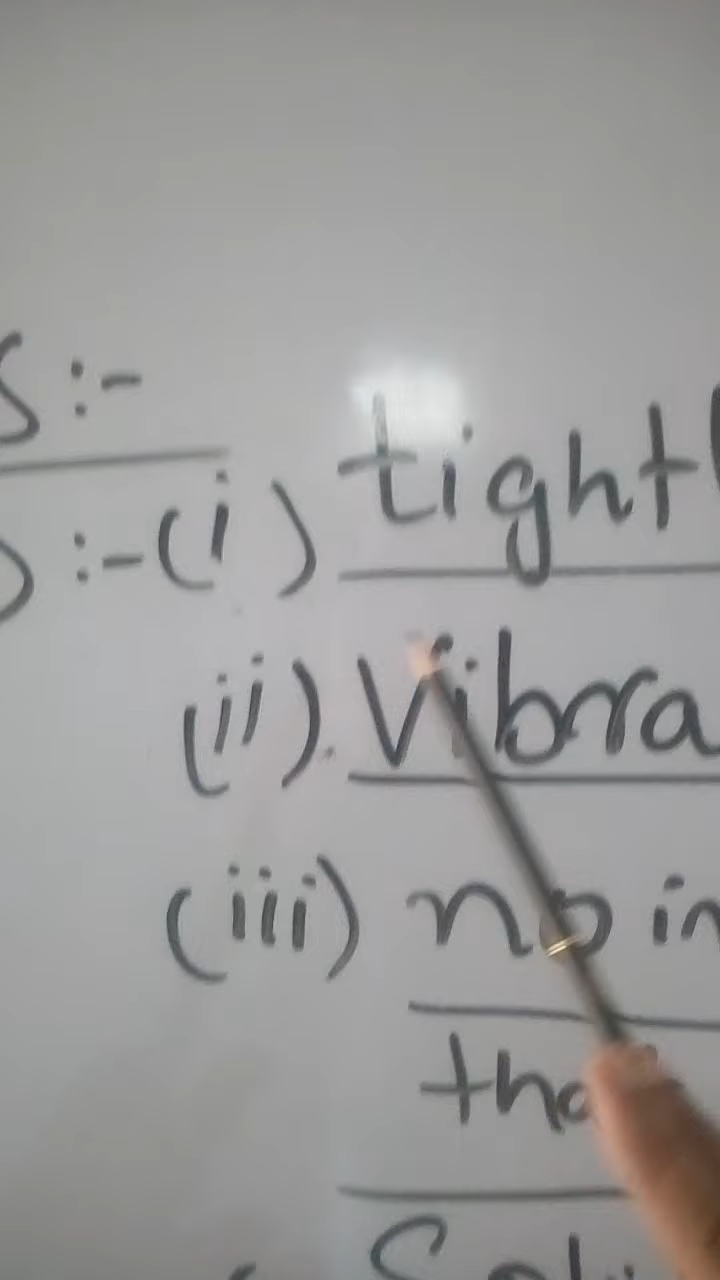 s :-
) :- (i) tight
(ii). Vibra
(iii) no in
tha